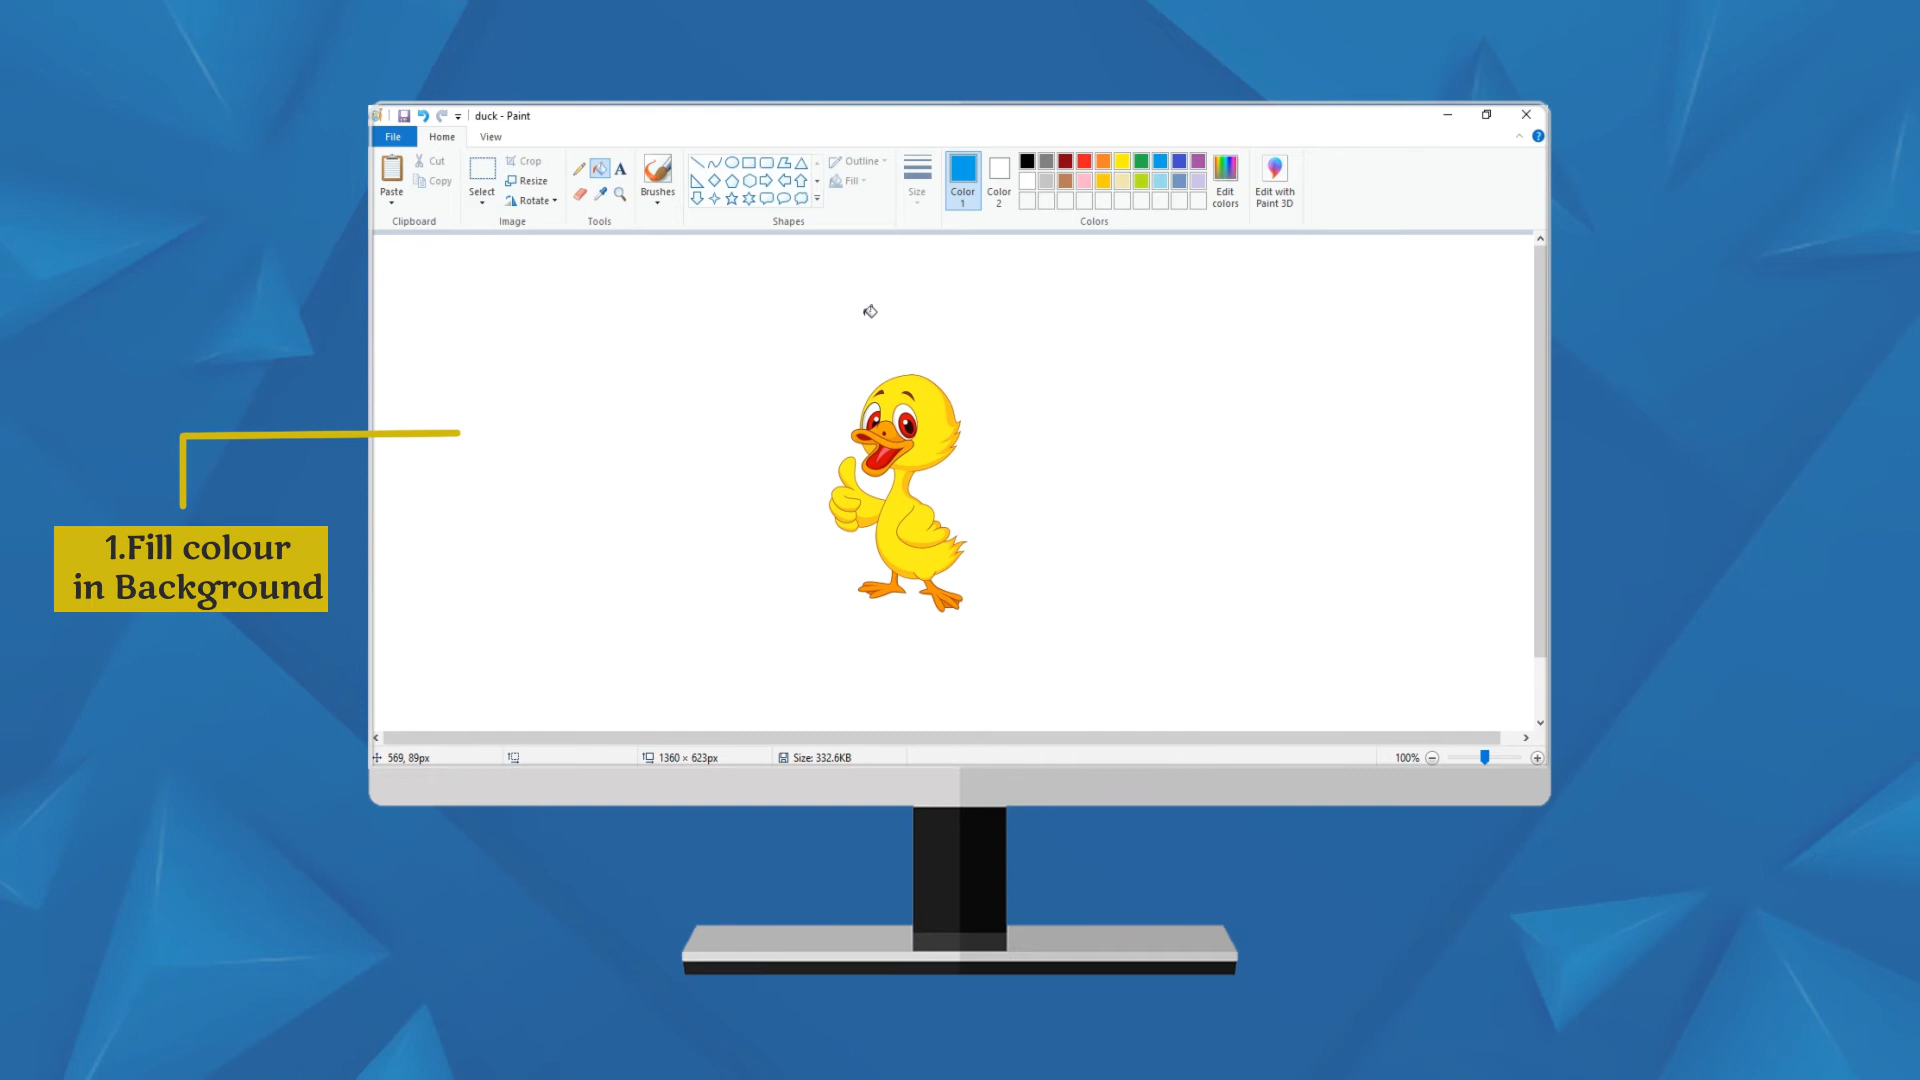 duck - Paint
File Home View
Cut Crop Outline
Copy Resize Fill
Paste Select Rotate Brushes Size Color Color Edit Edit with
1 2 colors Paint 3D
Clipboard Image Tools Shapes Colors
1.Fill colour
in Background
569, 89px 1360 × 623px Size: 332.6KB 100%